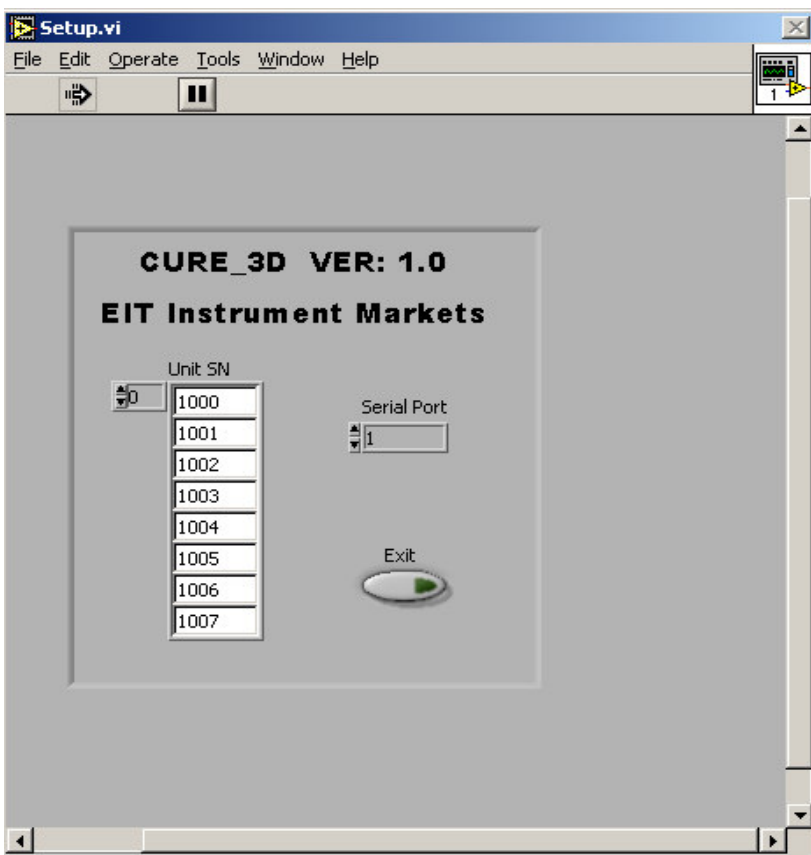 Setup.vi
File Edit Operate Tools Window Help
1
CURE_3D VER: 1.0
EIT Instrument Markets
Unit SN
0
1000
1001
1002
1003
1004
1005
1006
1007
Serial Port
1
Exit